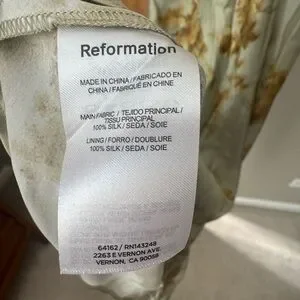 Reformation
MADE IN CHINA / FABRICADO EN
CHINA / FABRIQUÉ EN CHINE
MAIN FABRIC / TEJIDO PRINCIPAL /
TISSU PRINCIPAL
100% SILK / SEDA / SOIE
LINING / FORRO / DOUBLURE
100% SILK / SEDA / SOIE
64162 / RN143248
2263 E VERNON AVE.
VERNON, CA 90058